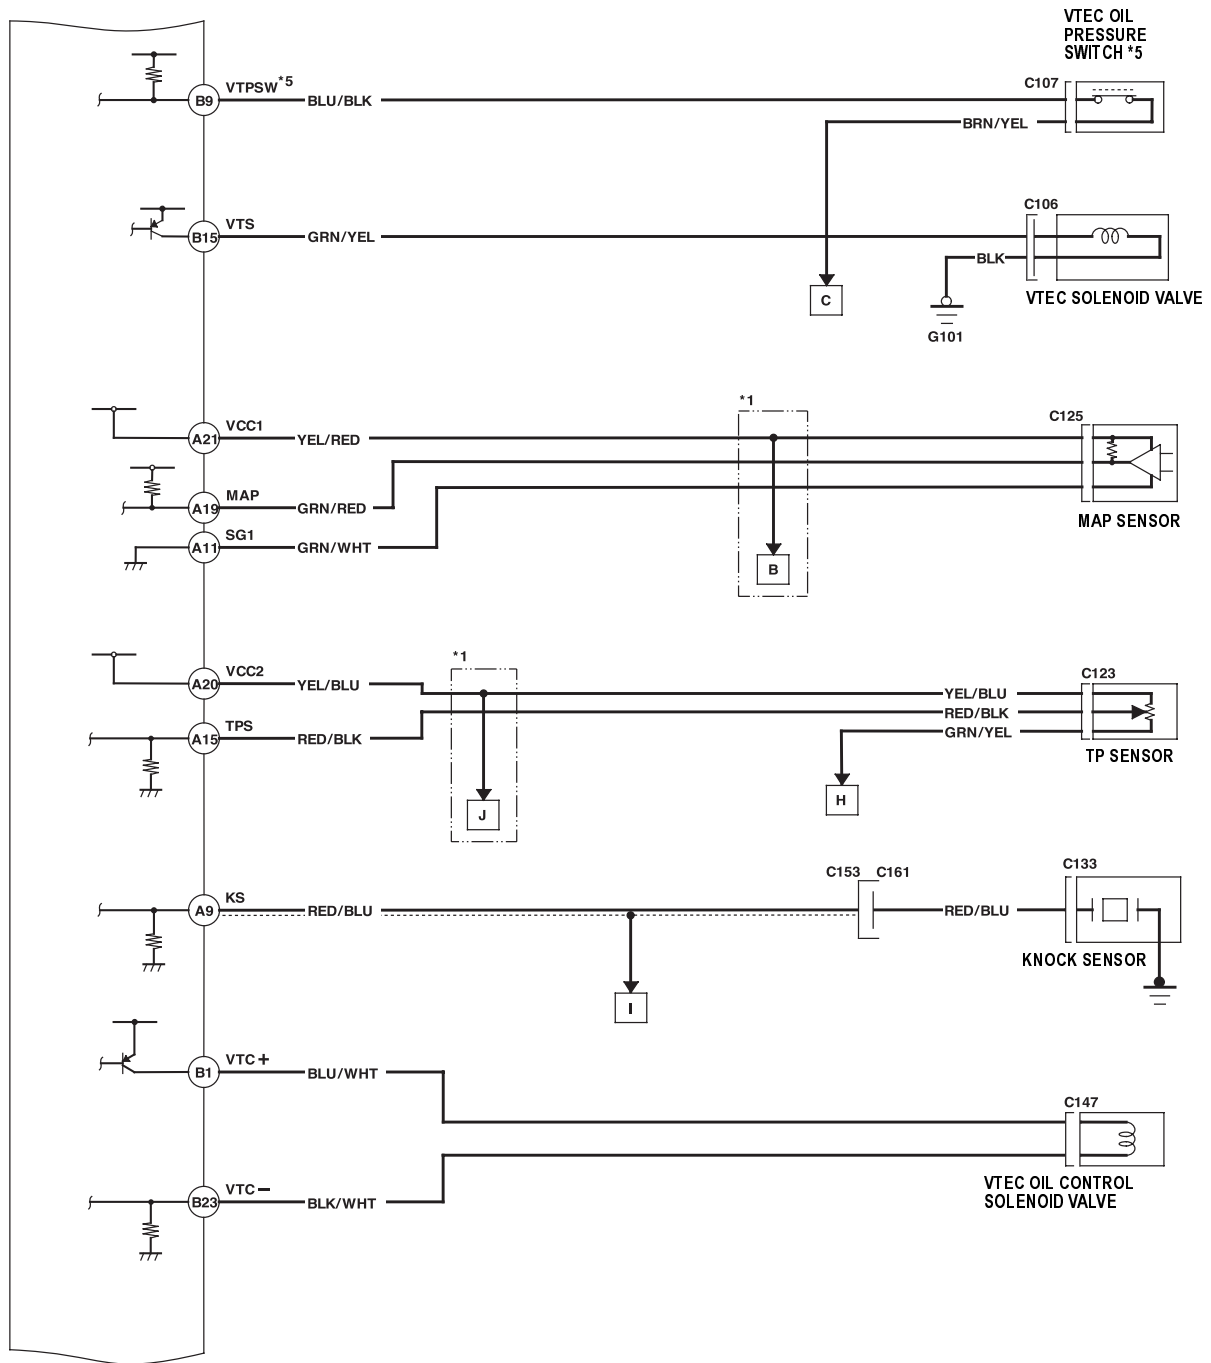 VTEC OIL
PRESSURE
SWITCH *5
C107
VTPSW*5
B9
BLU/BLK
BRN/YEL
C106
VTS
B15
GRN/YEL
BLK
C
VTEC SOLENOID VALVE
G101
*1
C125
VCC1
A21
YEL/RED
MAP
A19
GRN/RED
SG1
A11
GRN/WHT
MAP SENSOR
B
*1
C123
VCC2
A20
YEL/BLU
YEL/BLU
RED/BLK
TPS
A15
RED/BLK
GRN/YEL
TP SENSOR
H
J
C153
C161
C133
KS
A9
RED/BLU
RED/BLU
KNOCK SENSOR
I
VTC+
B1
BLU/WHT
C147
VTC−
B23
BLK/WHT
VTEC OIL CONTROL
SOLENOID VALVE